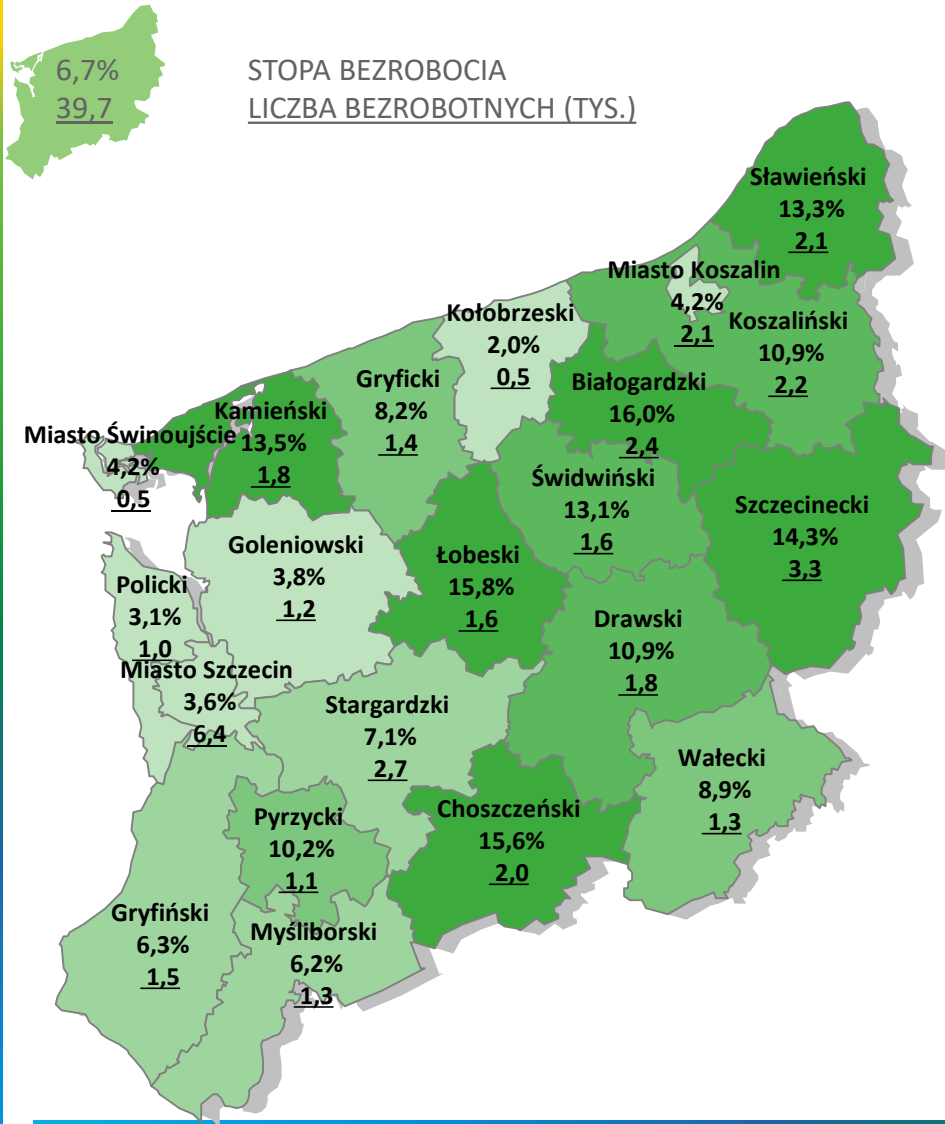 6,7%
39,7
STOPA BEZROBOCIA
LICZBA BEZROBOTNYCH (TYS.)
Sławieński
13,3%
2,1
Miasto Koszalin
4,2%
2,1
Koszaliński
10,9%
2,2
Kołobrzeski
2,0%
0,5
Białogardzki
16,0%
2,4
Gryficki
8,2%
1,4
Kamieński
13,5%
1,8
Miasto Świnoujście
4,2%
0,5
Świdwiński
13,1%
1,6
Szczecinecki
14,3%
3,3
Goleniowski
3,8%
1,2
Łobeski
15,8%
1,6
Policki
3,1%
1,0
Drawski
10,9%
1,8
Miasto Szczecin
3,6%
6,4
Stargardzki
7,1%
2,7
Wałecki
8,9%
1,3
Choszczeński
15,6%
2,0
Pyrzycki
10,2%
1,1
Gryfiński
6,3%
1,5
Myśliborski
6,2%
1,3